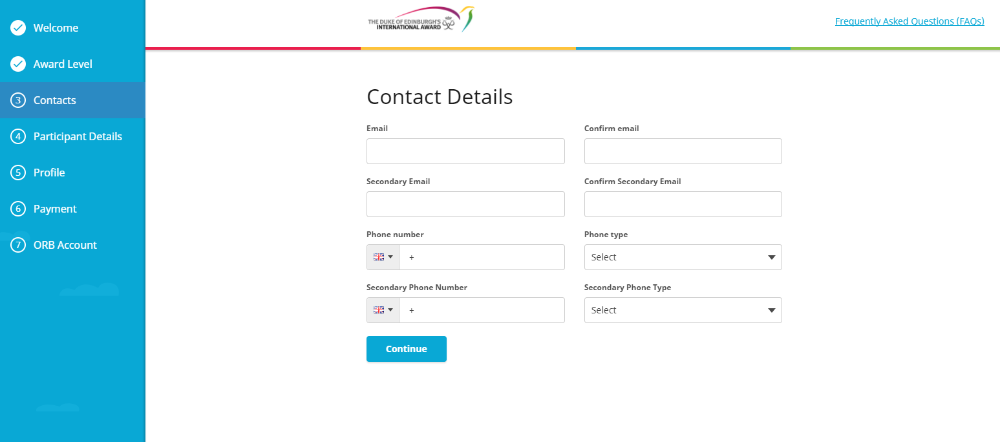 Welcome
Award Level
3 Contacts
4 Participant Details
5 Profile
6 Payment
7 ORB Account
THE DUKE OF EDINBURGH'S
INTERNATIONAL AWARD
Frequently Asked Questions (FAQs)
Contact Details
Email Confirm email
Secondary Email Confirm Secondary Email
Phone number Phone type
+ Select
Secondary Phone Number Secondary Phone Type
+ Select
Continue